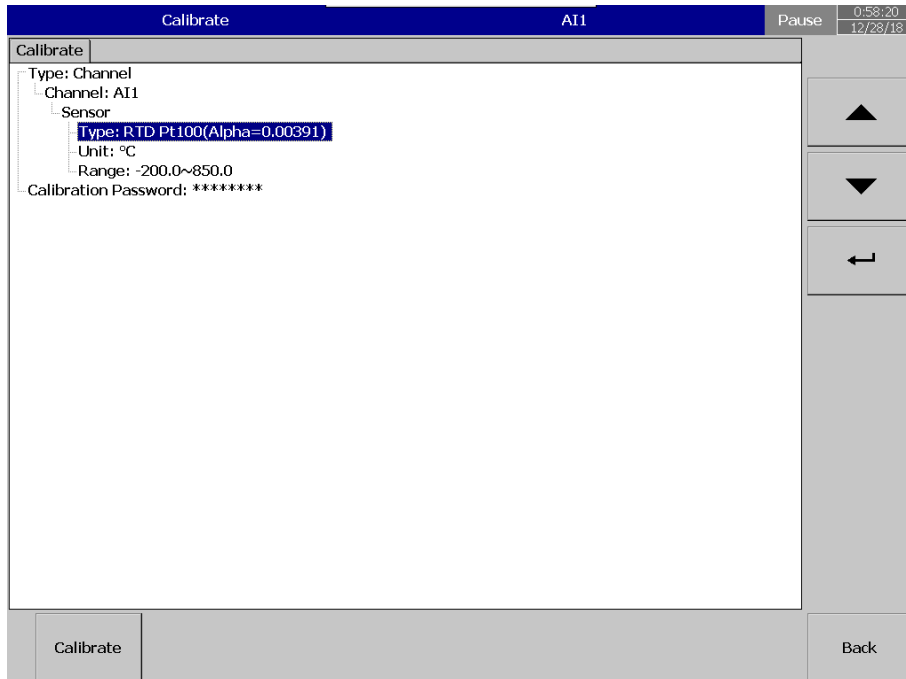 Calibrate AI1 Pause 0:58:20
12/28/18
Calibrate
Type: Channel
Channel: AI1
Sensor
Type: RTD Pt100(Alpha=0.00391)
Unit: °C
Range: -200.0~850.0
Calibration Password: ********
Calibrate Back